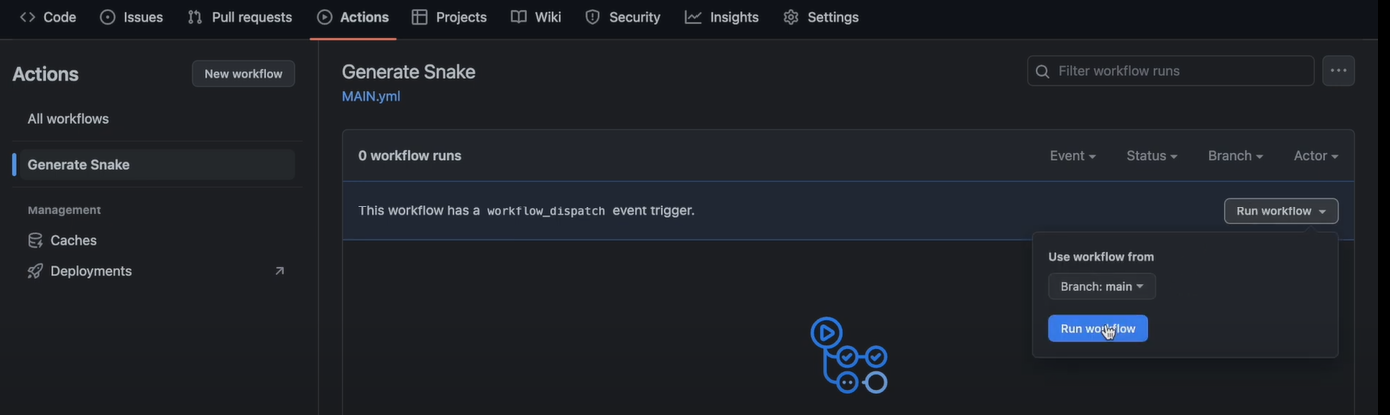 Code Issues Pull requests Actions Projects Wiki Security Insights Settings
Actions New workflow
All workflows
Generate Snake
Management
Caches
Deployments
Generate Snake
MAIN.yml
Filter workflow runs
0 workflow runs Event Status Branch Actor
This workflow has a workflow_dispatch event trigger. Run workflow
Use workflow from
Branch: main
Run workflow